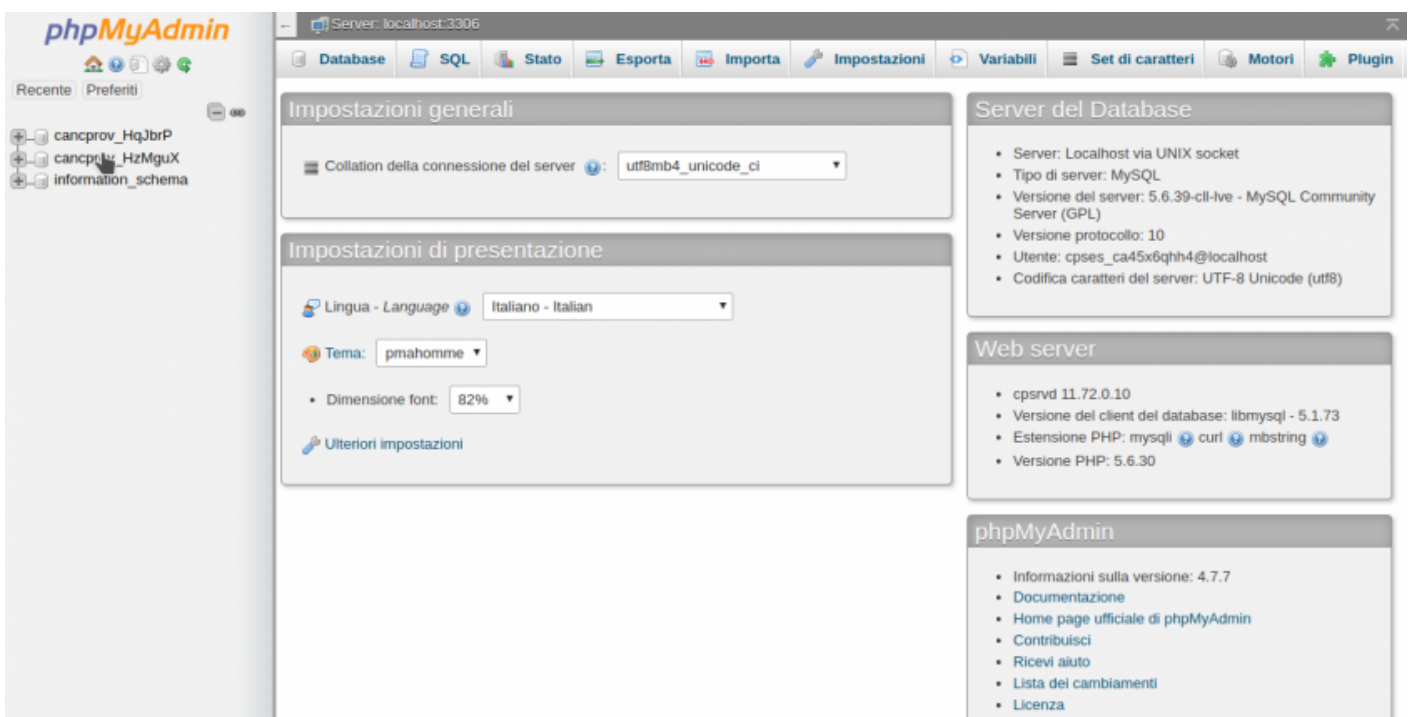 phpMyAdmin
Recente Preferiti
cancprov_HqJbrP
cancprov_HzMguX
information_schema
Server: localhost:3306
Database SQL Stato Esporta Importa Impostazioni Variabili Set di caratteri Motori Plugin
Impostazioni generali
Collation della connessione del server : utf8mb4_unicode_ci
Impostazioni di presentazione
Lingua - Language Italiano - Italian
Tema: pmahomme
• Dimensione font: 82%
Ulteriori impostazioni
Server del Database
• Server: Localhost via UNIX socket
• Tipo di server: MySQL
• Versione del server: 5.6.39-cll-lve - MySQL Community
Server (GPL)
• Versione protocollo: 10
• Utente: cpses_ca45x6qhh4@localhost
• Codifica caratteri del server: UTF-8 Unicode (utf8)
Web server
• cpsrvd 11.72.0.10
• Versione del client del database: libmysql - 5.1.73
• Estensione PHP: mysqli curl mbstring
• Versione PHP: 5.6.30
phpMyAdmin
• Informazioni sulla versione: 4.7.7
• Documentazione
• Home page ufficiale di phpMyAdmin
• Contribuisci
• Ricevi aiuto
• Lista dei cambiamenti
• Licenza